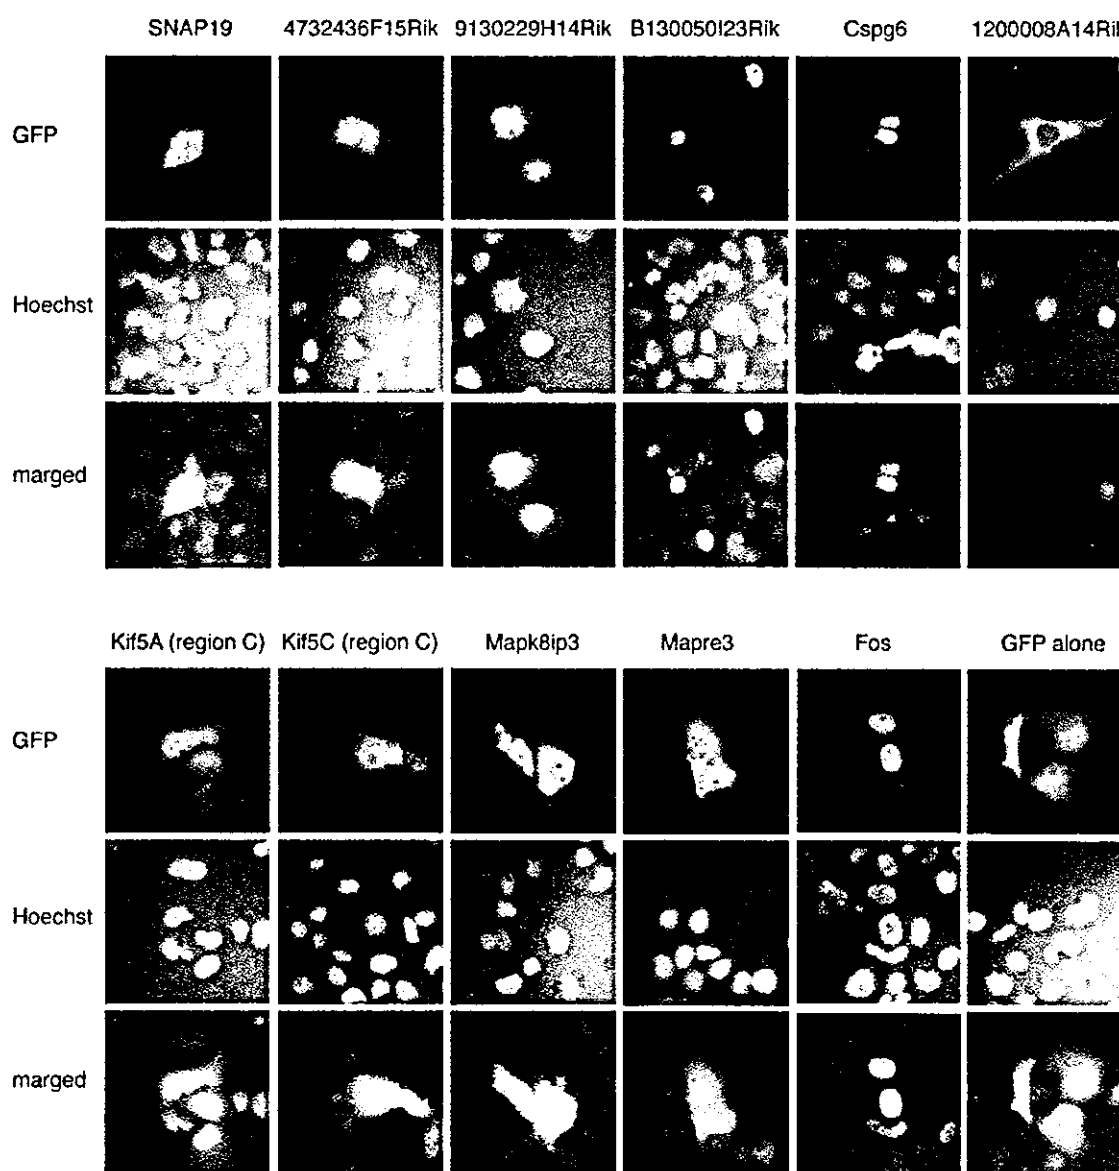 SNAP19 4732436F15Rik 9130229H14Rik B130050I23Rik Cspg6 1200008A14Rik
GFP
Hoechst
marged
Kif5A (region C) Kif5C (region C) Mapk8ip3 Mapre3 Fos GFP alone
GFP
Hoechst
marged